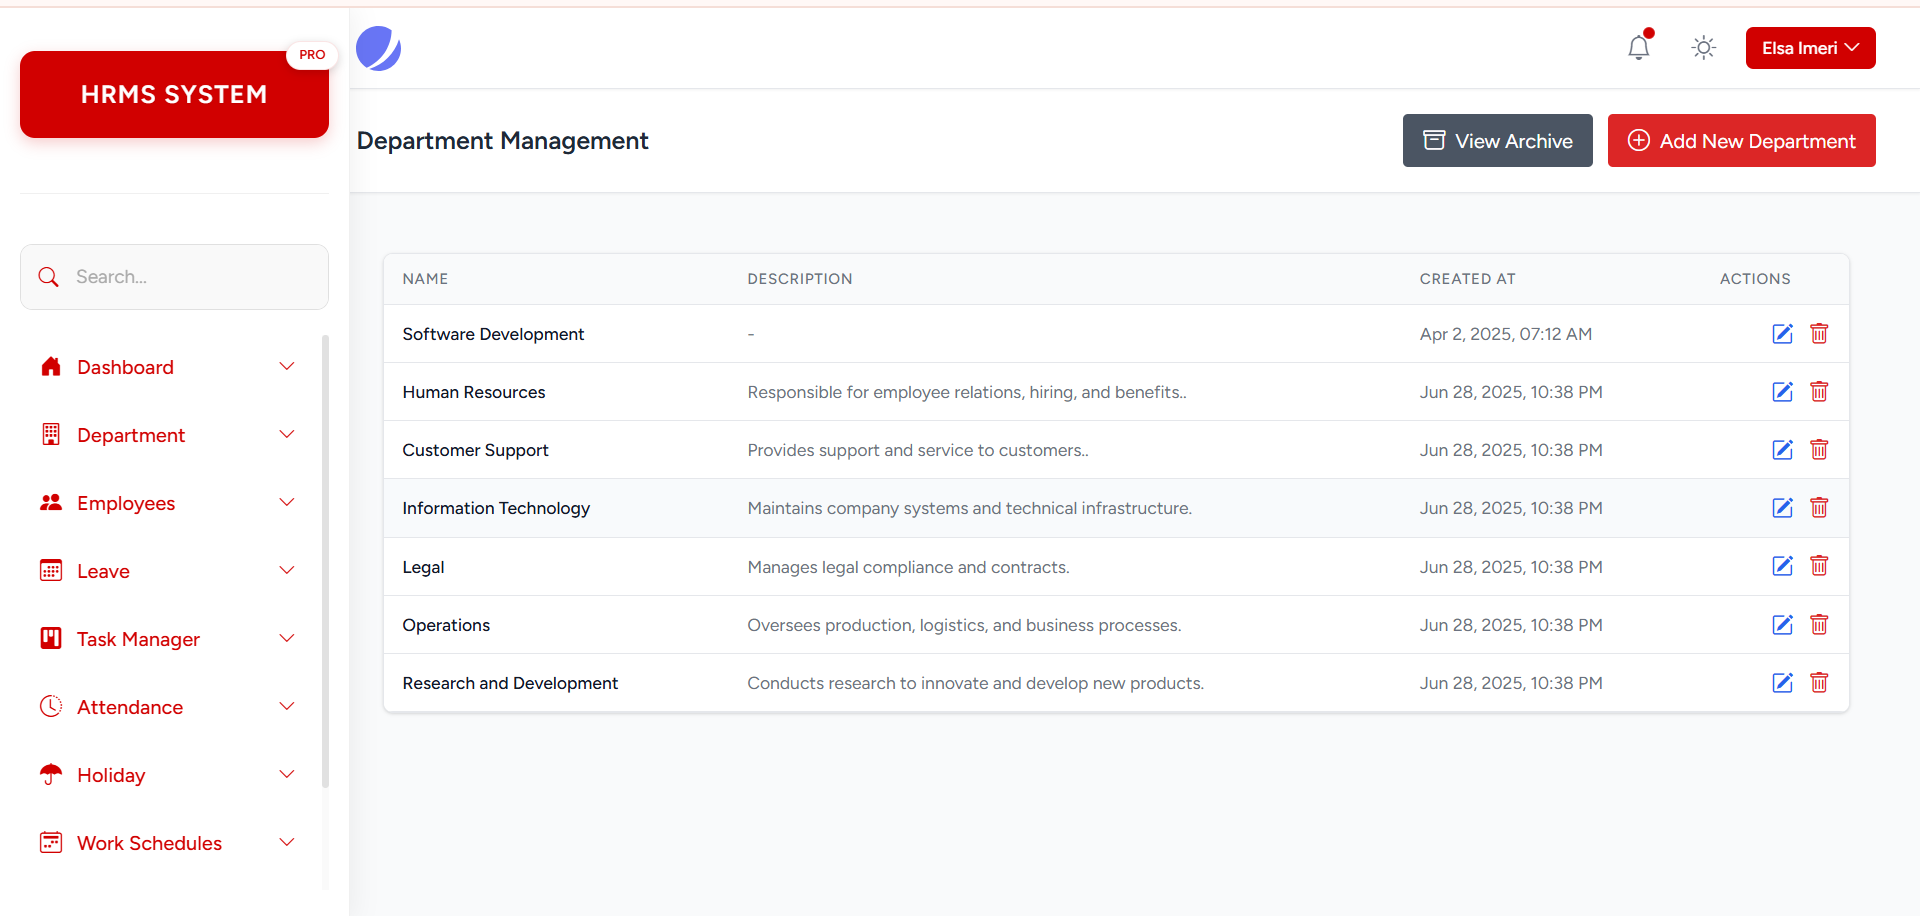 PRO
HRMS SYSTEM
Search...
Dashboard
Department
Employees
Leave
Task Manager
Attendance
Holiday
Work Schedules
Elsa Imeri
Department Management
View Archive
Add New Department
NAME DESCRIPTION CREATED AT ACTIONS
Software Development - Apr 2, 2025, 07:12 AM
Human Resources Responsible for employee relations, hiring, and benefits.. Jun 28, 2025, 10:38 PM
Customer Support Provides support and service to customers.. Jun 28, 2025, 10:38 PM
Information Technology Maintains company systems and technical infrastructure. Jun 28, 2025, 10:38 PM
Legal Manages legal compliance and contracts. Jun 28, 2025, 10:38 PM
Operations Oversees production, logistics, and business processes. Jun 28, 2025, 10:38 PM
Research and Development Conducts research to innovate and develop new products. Jun 28, 2025, 10:38 PM